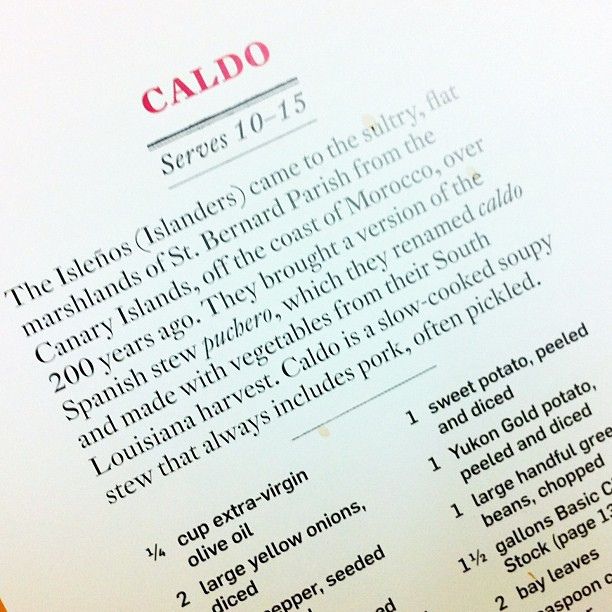 CALDO
Serves 10–15
The Isleños (Islanders) came to the sultry, flat
marshlands of St. Bernard Parish from the
Canary Islands, off the coast of Morocco, over
200 years ago. They brought a version of the
Spanish stew puchero, which they renamed caldo
and made with vegetables from their South
Louisiana harvest. Caldo is a slow-cooked soupy
stew that always includes pork, often pickled.
¼ cup extra-virgin
olive oil
2 large yellow onions,
diced
epper, seeded
1 sweet potato, peeled
and diced
1 Yukon Gold potato,
peeled and diced
1 large handful gree
beans, chopped
1½ gallons Basic C
Stock (page 13
2 bay leaves
easpoon c